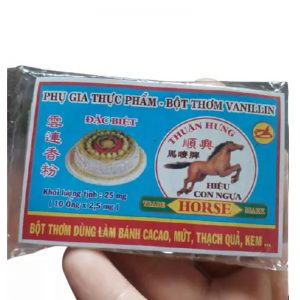 PHỤ GIA THỰC PHẨM - BỘT THƠM VANILLIN
ĐẶC BIỆT
雲連香粉
THUẬN HƯNG
順興
馬嘜牌
HIỆU
CON NGỰA
TRADE HORSE MARK
Khối lượng tịnh - 25 mg
( 10 Ống x 2,5 mg )
BỘT THƠM DÙNG LÀM BÁNH CACAO, MỨT, THẠCH QUẢ, KEM ...